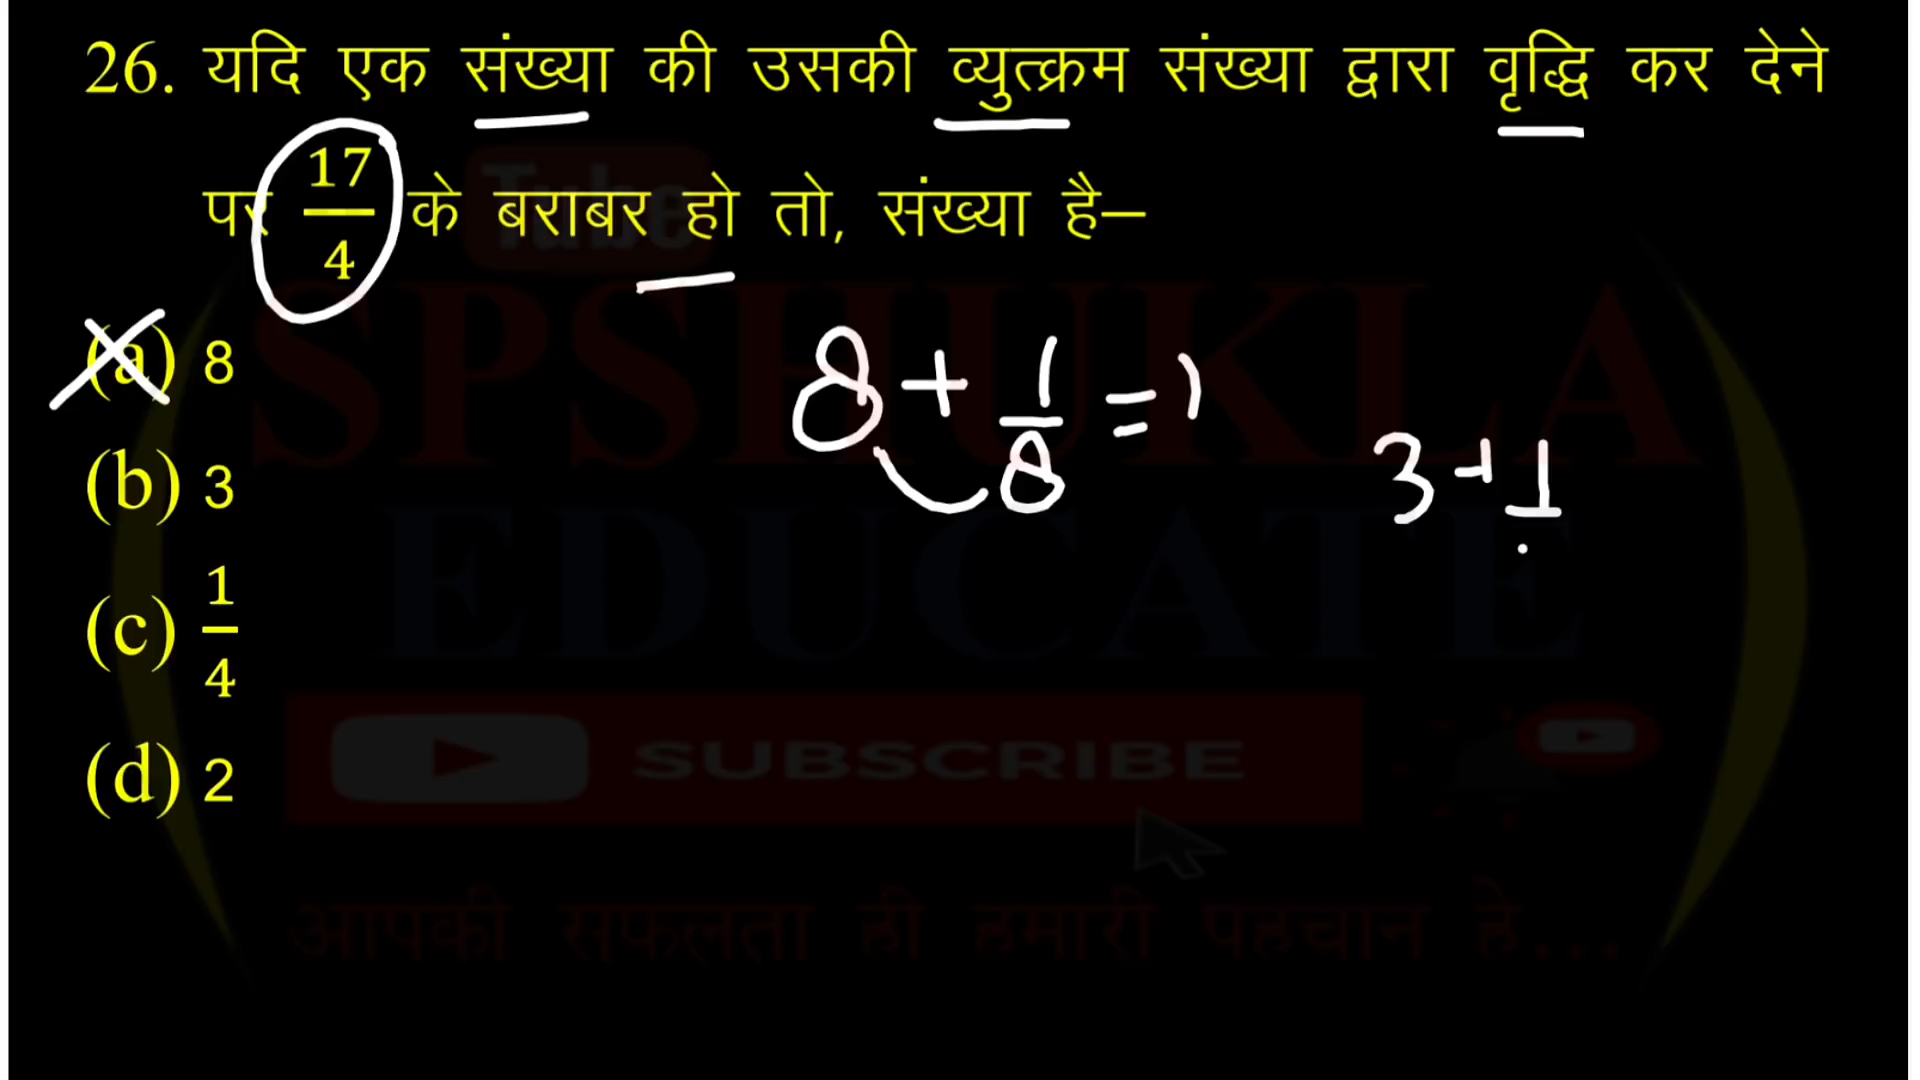 26. यदि एक संख्या की उसकी व्युत्क्रम संख्या द्वारा वृद्धि कर देने
पर 17/4 के बराबर हो तो, संख्या है–
(a) 8
8 + 1/8 = 1
(b) 3
3 + 1
(c) 1/4
(d) 2
Tube
SPSHUKLA
EDUCATE
SUBSCRIBE
आपकी सफलता ही हमारी पहचान है...